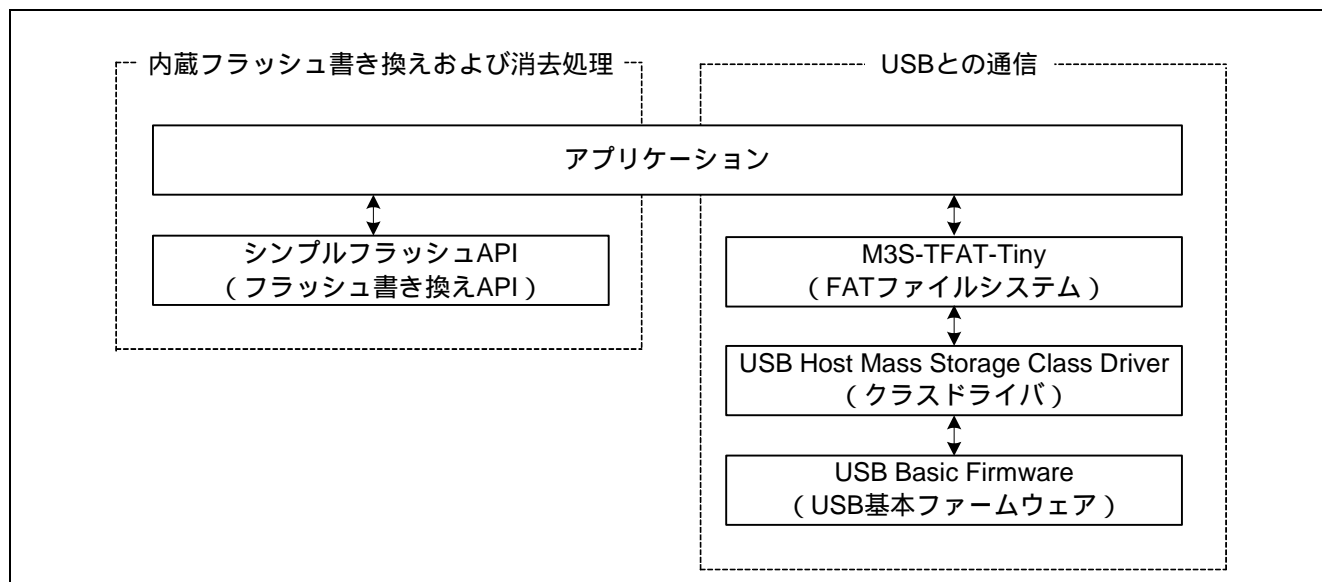 内蔵フラッシュ書き換えおよび消去処理
USBとの通信
アプリケーション
シンプルフラッシュAPI
（フラッシュ書き換えAPI）
M3S-TFAT-Tiny
（FATファイルシステム）
USB Host Mass Storage Class Driver
（クラスドライバ）
USB Basic Firmware
（USB基本ファームウェア）